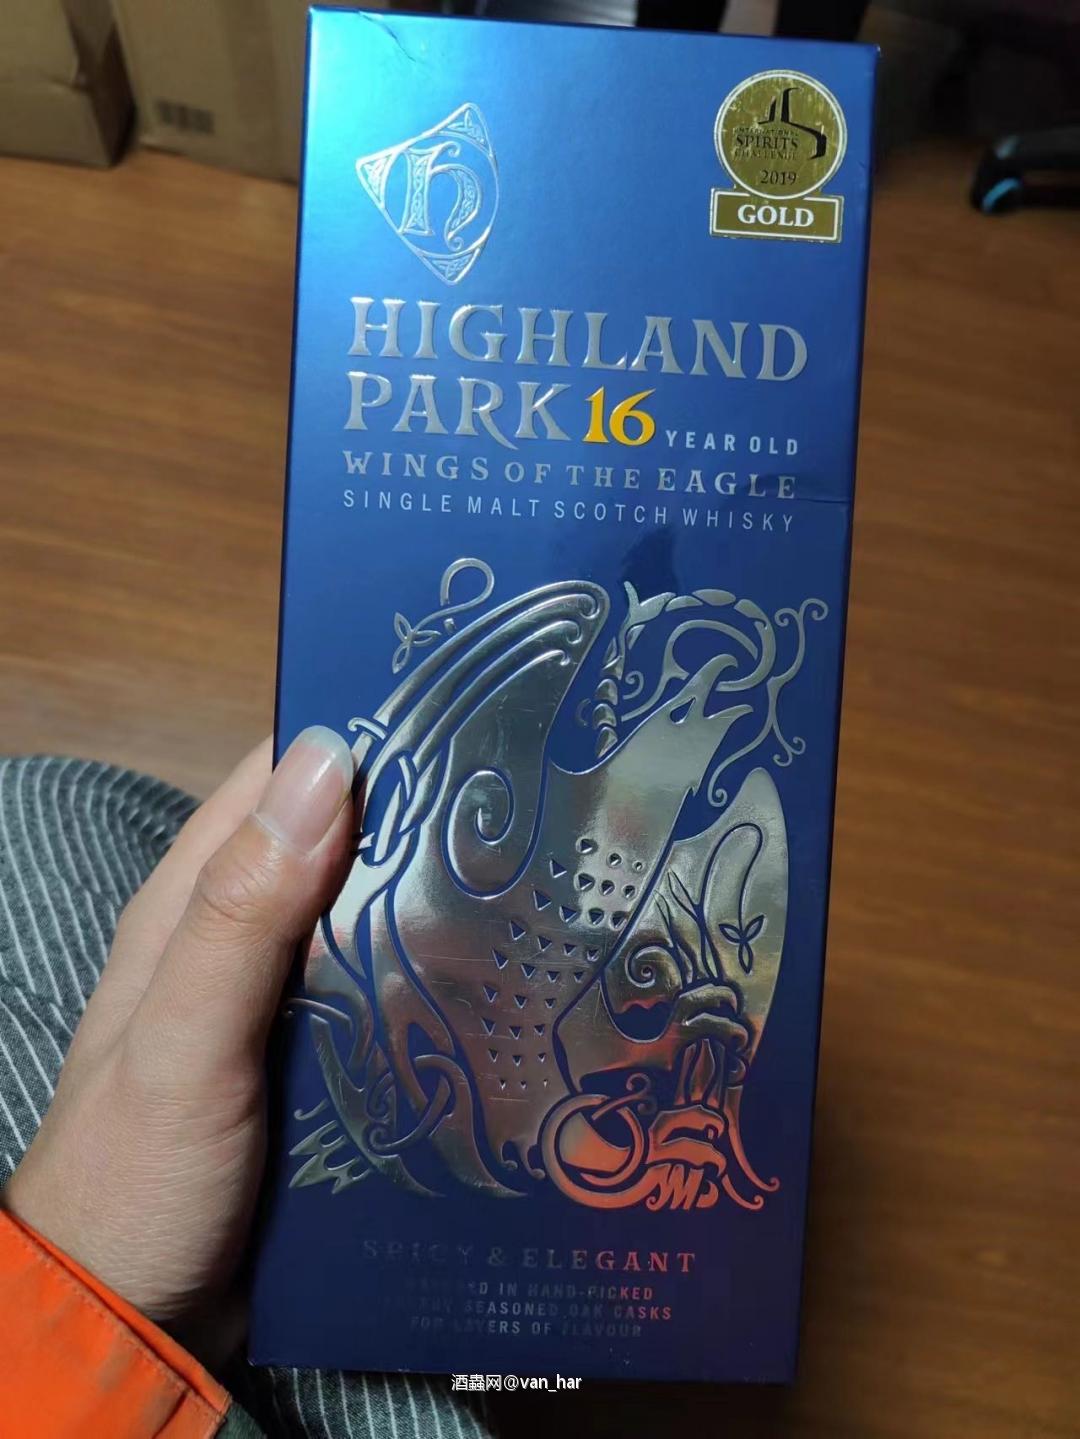 H
INTERNATIONAL
SPIRITS
CHALLENGE
2019
GOLD
HIGHLAND
PARK 16 YEAR OLD
WINGS OF THE EAGLE
SINGLE MALT SCOTCH WHISKY
SPICY & ELEGANT
IN HAND-PICKED
SEASONED OAK CASKS
FOR LAYERS OF FLAVOUR
酒蟲网@van_har